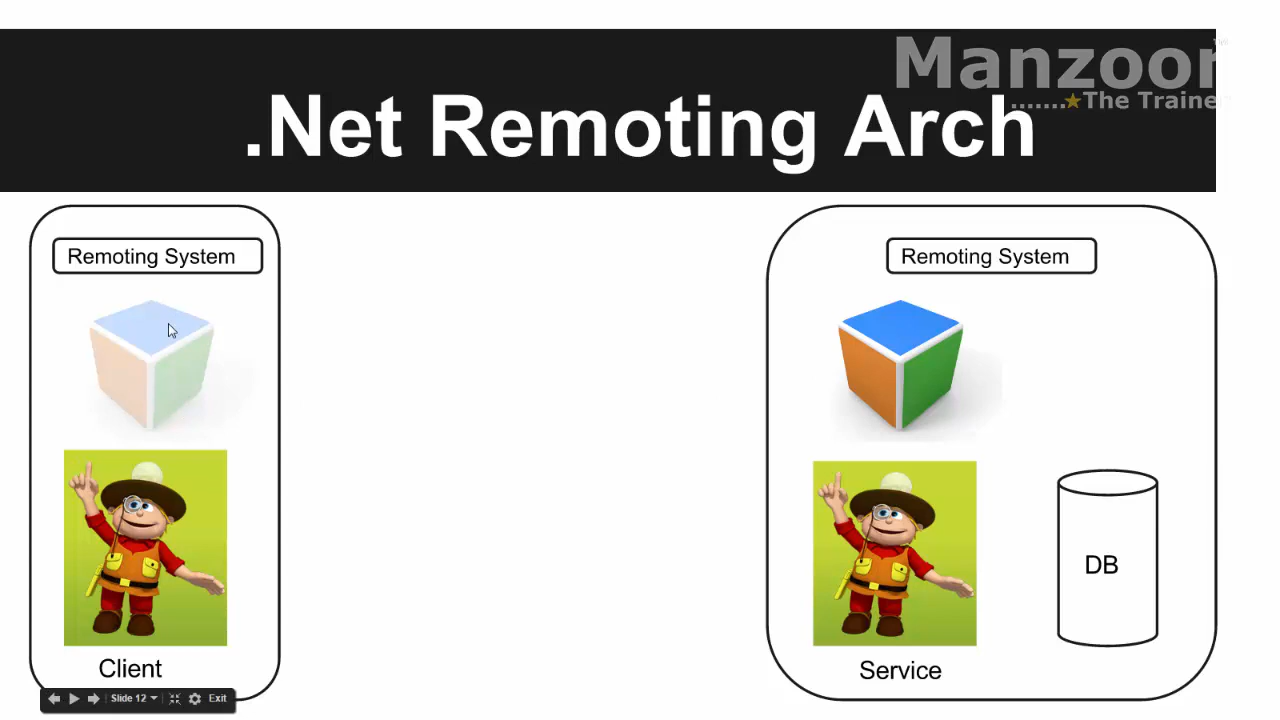 Manzoor
.......★The Trainer
.Net Remoting Arch
Remoting System
Remoting System
DB
Client
Service
Slide 12
Exit